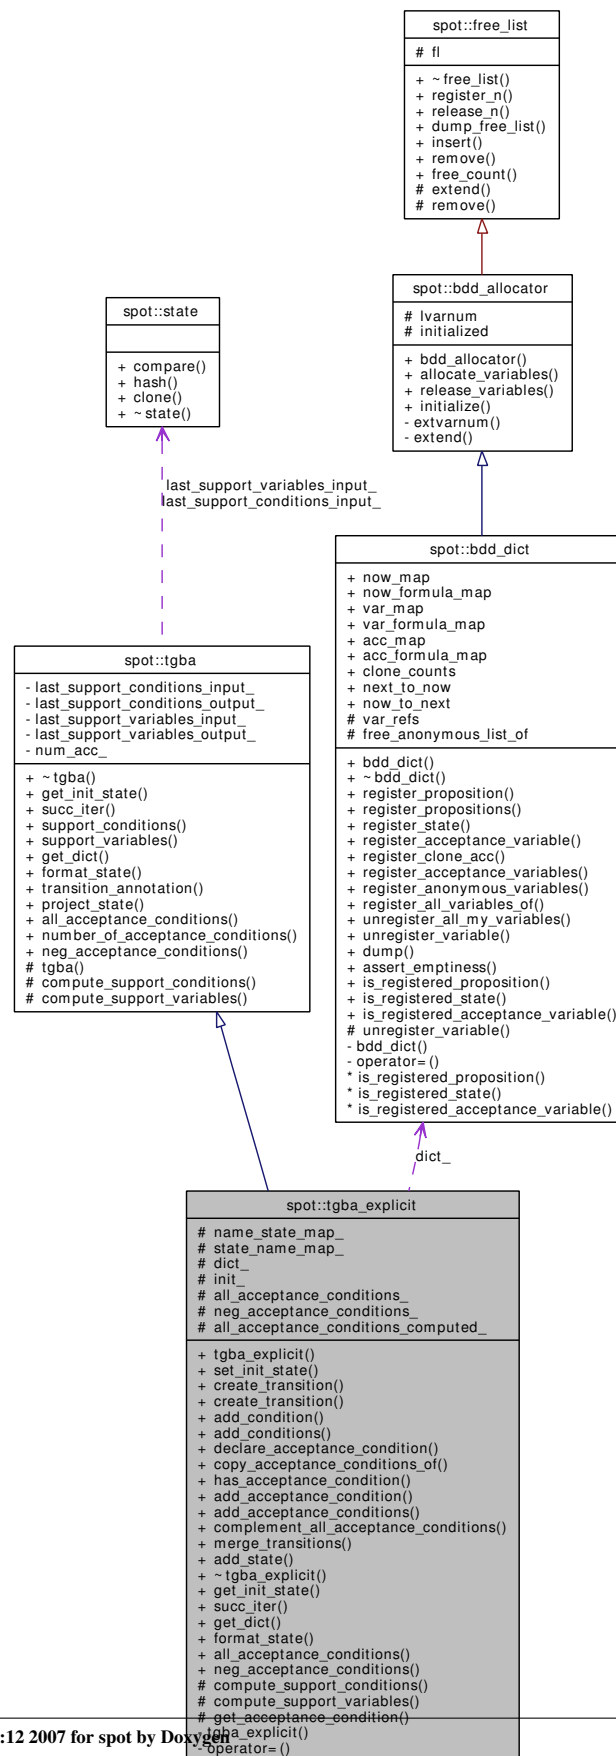 spot::free_list
# fl
+ ~free_list()
+ register_n()
+ release_n()
+ dump_free_list()
+ insert()
+ remove()
+ free_count()
# extend()
# remove()
spot::bdd_allocator
# lvarnum
# initialized
+ bdd_allocator()
+ allocate_variables()
+ release_variables()
+ initialize()
- extvarnum()
- extend()
spot::state
+ compare()
+ hash()
+ clone()
+ ~state()
last_support_variables_input_
last_support_conditions_input_
spot::bdd_dict
+ now_map
+ now_formula_map
+ var_map
+ var_formula_map
+ acc_map
+ acc_formula_map
+ clone_counts
+ next_to_now
+ now_to_next
# var_refs
# free_anonymous_list_of
+ bdd_dict()
+ ~bdd_dict()
+ register_proposition()
+ register_propositions()
+ register_state()
+ register_acceptance_variable()
+ register_clone_acc()
+ register_acceptance_variables()
+ register_anonymous_variables()
+ register_all_variables_of()
+ unregister_all_my_variables()
+ unregister_variable()
+ dump()
+ assert_emptiness()
+ is_registered_proposition()
+ is_registered_state()
+ is_registered_acceptance_variable()
# unregister_variable()
- bdd_dict()
- operator=()
* is_registered_proposition()
* is_registered_state()
* is_registered_acceptance_variable()
spot::tgba
- last_support_conditions_input_
- last_support_conditions_output_
- last_support_variables_input_
- last_support_variables_output_
- num_acc_
+ ~tgba()
+ get_init_state()
+ succ_iter()
+ support_conditions()
+ support_variables()
+ get_dict()
+ format_state()
+ transition_annotation()
+ project_state()
+ all_acceptance_conditions()
+ number_of_acceptance_conditions()
+ neg_acceptance_conditions()
# tgba()
# compute_support_conditions()
# compute_support_variables()
dict_
spot::tgba_explicit
# name_state_map_
# state_name_map_
# dict_
# init_
# all_acceptance_conditions_
# neg_acceptance_conditions_
# all_acceptance_conditions_computed_
+ tgba_explicit()
+ set_init_state()
+ create_transition()
+ create_transition()
+ add_condition()
+ add_conditions()
+ declare_acceptance_condition()
+ copy_acceptance_conditions_of()
+ has_acceptance_condition()
+ add_acceptance_condition()
+ add_acceptance_conditions()
+ complement_all_acceptance_conditions()
+ merge_transitions()
+ add_state()
+ ~tgba_explicit()
+ get_init_state()
+ succ_iter()
+ get_dict()
+ format_state()
+ all_acceptance_conditions()
+ neg_acceptance_conditions()
# compute_support_conditions()
# compute_support_variables()
# get_acceptance_condition()
- tgba_explicit()
- operator=()
:12 2007 for spot by Doxygen